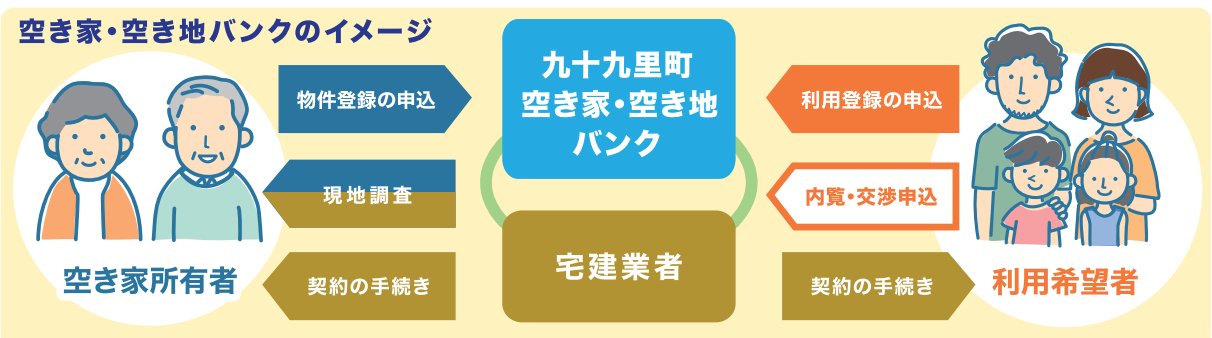 空き家・空き地バンクのイメージ
空き家所有者
物件登録の申込
現地調査
契約の手続き
九十九里町
空き家・空き地
バンク
宅建業者
利用登録の申込
内覧・交渉申込
契約の手続き
利用希望者